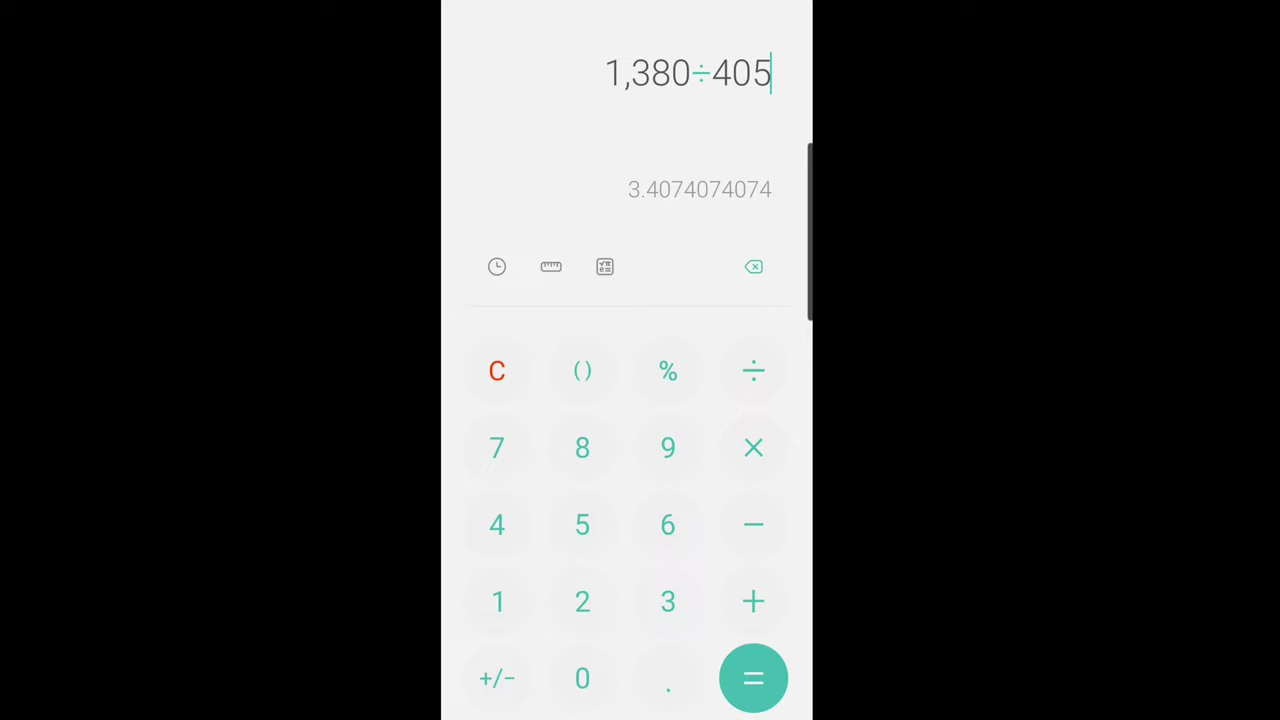 1,380÷405
3.4074074074
C ( ) % ÷
7 8 9 ×
4 5 6 −
1 2 3 +
+/− 0 . =